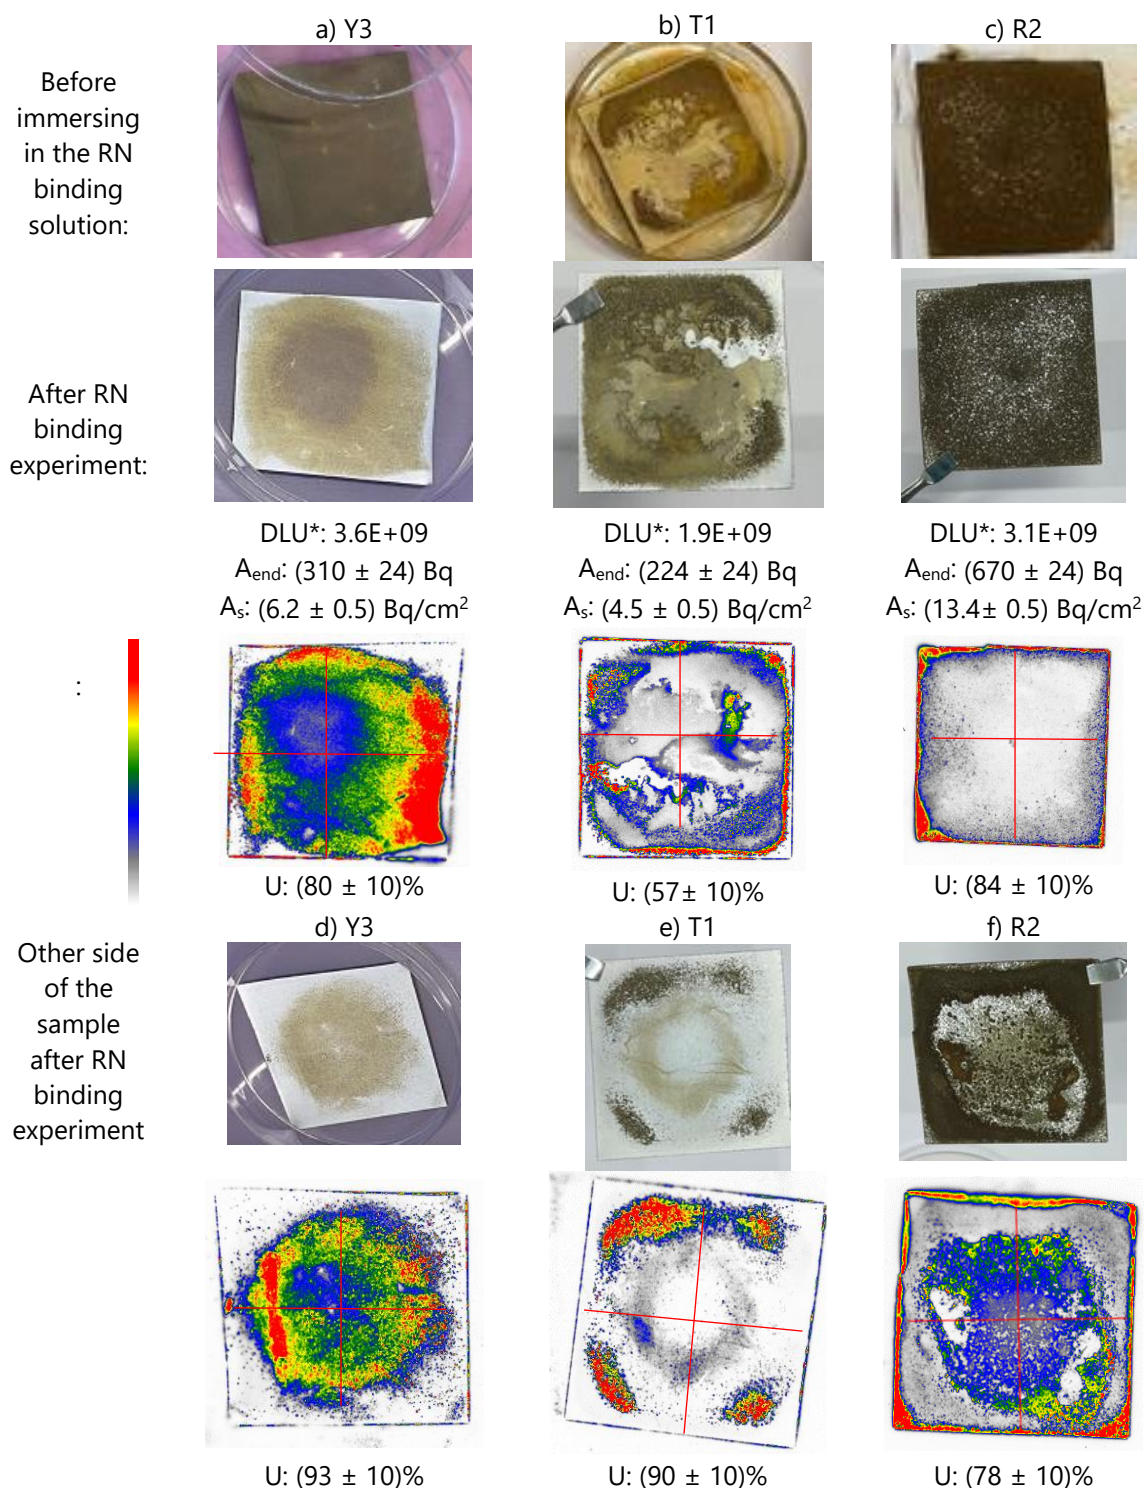 a) Y3
b) T1
c) R2
Before
immersing
in the RN
binding
solution:
After RN
binding
experiment:
DLU*: 3.6E+09
DLU*: 1.9E+09
DLU*: 3.1E+09
Aend: (310 ± 24) Bq
Aend: (224 ± 24) Bq
Aend: (670 ± 24) Bq
As: (6.2 ± 0.5) Bq/cm²
As: (4.5 ± 0.5) Bq/cm²
As: (13.4± 0.5) Bq/cm²
:
U: (80 ± 10)%
U: (57± 10)%
U: (84 ± 10)%
d) Y3
e) T1
f) R2
Other side
of the
sample
after RN
binding
experiment
U: (93 ± 10)%
U: (90 ± 10)%
U: (78 ± 10)%